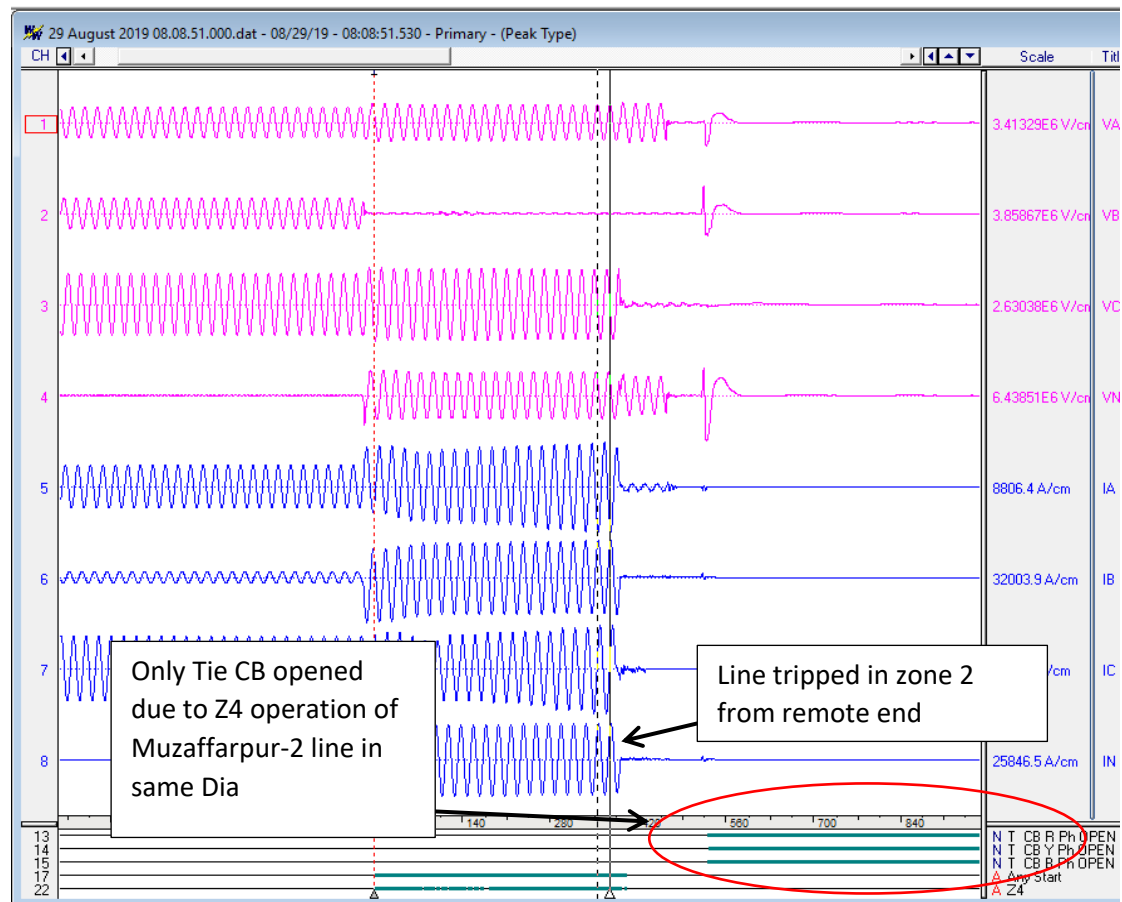 29 August 2019 08.08.51.000.dat - 08/29/19 - 08:08:51.530 - Primary - (Peak Type)
CH Scale Titl
1 3.41329E6 V/cm VA
2 3.85867E6 V/cm VB
3 2.63038E6 V/cm VC
4 6.43851E6 V/cm VN
5 8806.4 A/cm IA
6 32003.9 A/cm IB
7 /cm IC
8 25846.5 A/cm IN
Only Tie CB opened
due to Z4 operation of
Muzaffarpur-2 line in
same Dia
Line tripped in zone 2
from remote end
140 280 420 560 700 840
13 N T CB R Ph OPEN
14 N T CB Y Ph OPEN
15 N T CB B Ph OPEN
17 A Any Start
22 A Z4